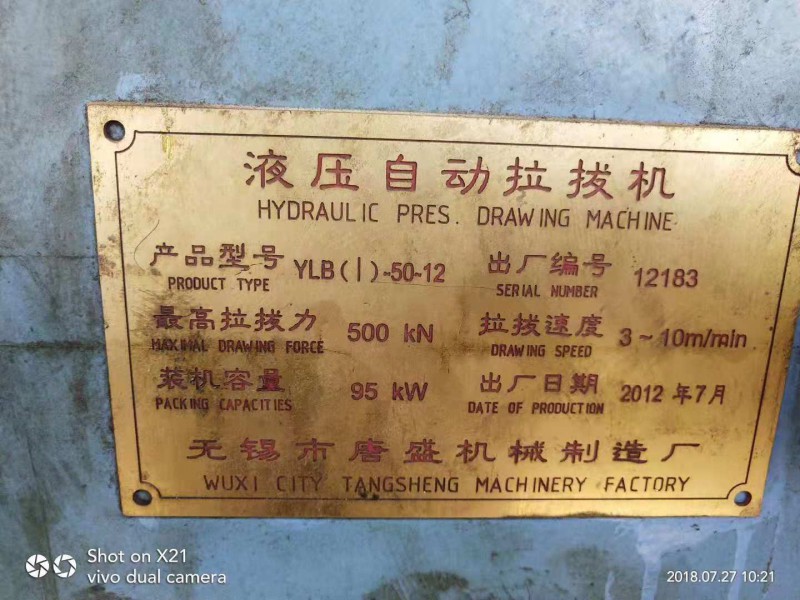 液压自动拉拔机
HYDRAULIC PRES. DRAWING MACHINE
产品型号 YLB(|)-50-12 出厂编号 12183
PRODUCT TYPE SERIAL NUMBER
最高拉拔力 500 kN 拉拔速度 3~10m/min
MAXIMAL DRAWING FORCE DRAWING SPEED
装机容量 95 kW 出厂日期 2012年7月
PACKING CAPACITIES DATE OF PRODUCTION
无锡市唐盛机械制造厂
WUXI CITY TANGSHENG MACHINERY FACTORY
Shot on X21
vivo dual camera
2018.07.27 10:21